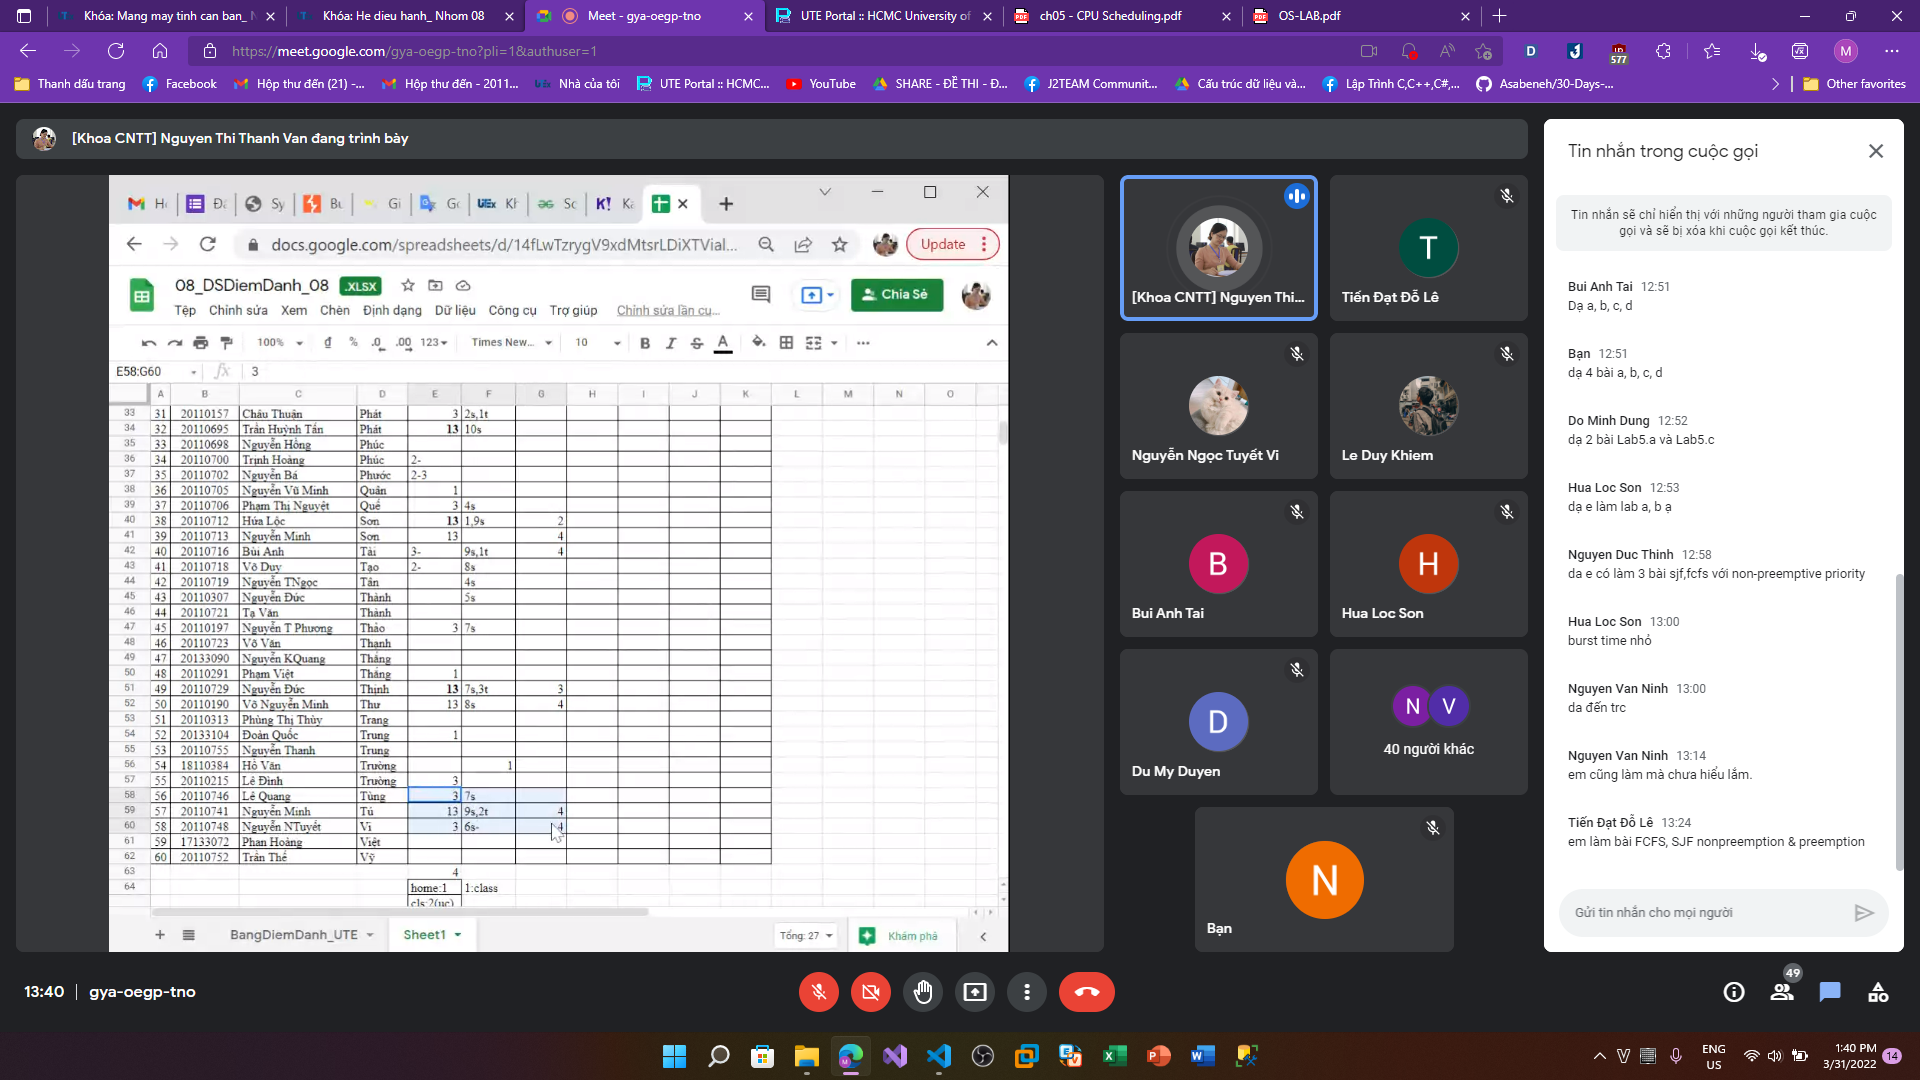 Khóa: Mang may tinh can ban_ N
Khóa: He dieu hanh_ Nhom 08
Meet - gya-oegp-tno
UTE Portal :: HCMC University of
ch05 - CPU Scheduling.pdf
OS-LAB.pdf
https://meet.google.com/gya-oegp-tno?pli=1&authuser=1
577
M
Thanh dấu trang
Facebook
Hộp thư đến (21) -...
Hộp thư đến - 2011...
Nhà của tôi
UTE Portal :: HCMC...
YouTube
SHARE - ĐỀ THI - Đ...
J2TEAM Communit...
Cấu trúc dữ liệu và...
Lập Trình C,C++,C#,...
Asabeneh/30-Days-...
Other favorites
[Khoa CNTT] Nguyen Thi Thanh Van đang trình bày
docs.google.com/spreadsheets/d/14fLwTzrygV9xdMtsrLDiXTVial...
Update
08_DSDiemDanh_08 .XLSX
Chia Sẻ
Tệp Chỉnh sửa Xem Chèn Định dạng Dữ liệu Công cụ Trợ giúp Chỉnh sửa lần cu...
100% đ % .0 .00 123 Times New... 10 B I S A
E58:G60 fx 3
A B C D E F G H I J K L M N O
33 31 20110157 Châu Thuận Phát 3 2s,1t
34 32 20110695 Trần Huỳnh Tấn Phát 13 10s
35 33 20110698 Nguyễn Hồng Phúc
36 34 20110700 Trịnh Hoàng Phúc 2-
37 35 20110702 Nguyễn Bá Phước 2-3
38 36 20110705 Nguyễn Vũ Minh Quân 1
39 37 20110706 Phạm Thị Nguyệt Quế 3 4s
40 38 20110712 Hứa Lộc Sơn 13 1,9s 2
41 39 20110713 Nguyễn Minh Sơn 13 4
42 40 20110716 Bùi Anh Tài 3- 9s,1t 4
43 41 20110718 Võ Duy Tạo 2- 8s
44 42 20110719 Nguyễn TNgọc Tân 4s
45 43 20110307 Nguyễn Đức Thành 5s
46 44 20110721 Tạ Văn Thành
47 45 20110197 Nguyễn T Phương Thảo 3 7s
48 46 20110723 Võ Văn Thạnh
49 47 20133090 Nguyễn KQuang Thắng
50 48 20110291 Phạm Việt Thắng 1
51 49 20110729 Nguyễn Đức Thịnh 13 7s,3t 3
52 50 20110190 Võ Nguyễn Minh Thư 13 8s 4
53 51 20110313 Phùng Thị Thùy Trang
54 52 20133104 Đoàn Quốc Trung 1
55 53 20110755 Nguyễn Thanh Trung
56 54 18110384 Hồ Văn Trường 1
57 55 20110215 Lê Đình Trường 3
58 56 20110746 Lê Quang Tùng 3 7s
59 57 20110741 Nguyễn Minh Tú 13 9s,2t 4
60 58 20110748 Nguyễn NTuyết Vi 3 6s- 4
61 59 17133072 Phan Hoàng Việt
62 60 20110752 Trần Thế Vỹ
63 4
64 home:1 1:class
cls:2(uc)
BangDiemDanh_UTE
Sheet1
Tổng: 27
Khám phá
[Khoa CNTT] Nguyen Thi...
T
Tiến Đạt Đỗ Lê
Nguyễn Ngọc Tuyết Vi
Le Duy Khiem
B
Bui Anh Tai
H
Hua Loc Son
D
Du My Duyen
N V
40 người khác
N
Bạn
Tin nhắn trong cuộc gọi
Tin nhắn sẽ chỉ hiển thị với những người tham gia cuộc
gọi và sẽ bị xóa khi cuộc gọi kết thúc.
Bui Anh Tai 12:51
Dạ a, b, c, d
Bạn 12:51
dạ 4 bài a, b, c, d
Do Minh Dung 12:52
dạ 2 bài Lab5.a và Lab5.c
Hua Loc Son 12:53
dạ e làm lab a, b ạ
Nguyen Duc Thinh 12:58
da e có làm 3 bài sjf,fcfs với non-preemptive priority
Hua Loc Son 13:00
burst time nhỏ
Nguyen Van Ninh 13:00
da đến trc
Nguyen Van Ninh 13:14
em cũng làm mà chưa hiểu lắm.
Tiến Đạt Đỗ Lê 13:24
em làm bài FCFS, SJF nonpreemption & preemption
Gửi tin nhắn cho mọi người
13:40 | gya-oegp-tno
49
ENG
US
1:40 PM
3/31/2022
14